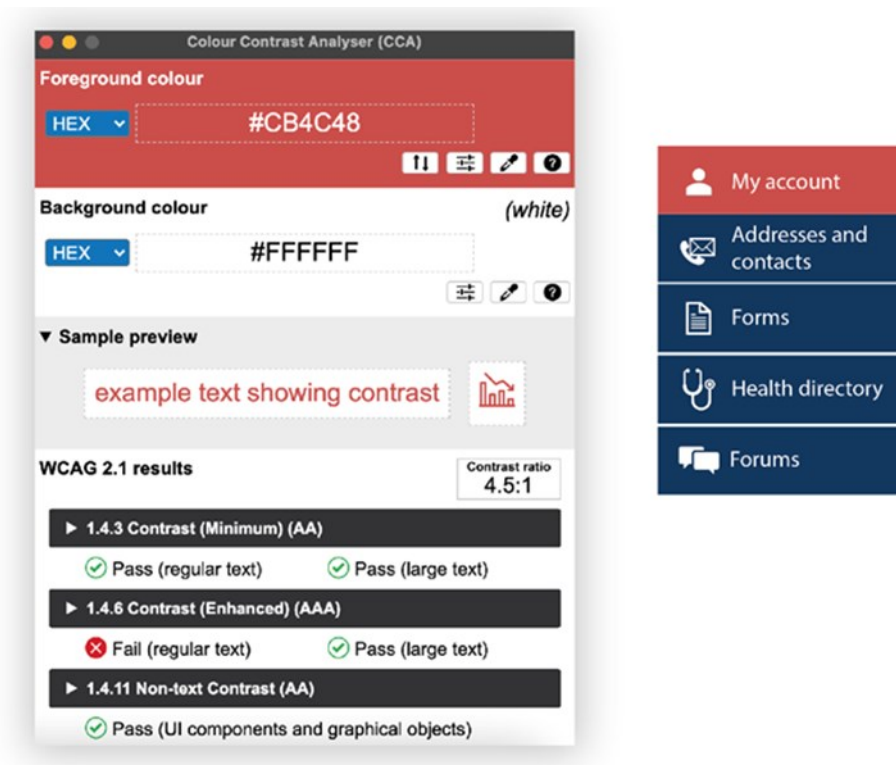 Colour Contrast Analyser (CCA)
Foreground colour
HEX #CB4C48
Background colour (white)
HEX #FFFFFF
Sample preview
example text showing contrast
WCAG 2.1 results
Contrast ratio
4.5:1
1.4.3 Contrast (Minimum) (AA)
Pass (regular text) Pass (large text)
1.4.6 Contrast (Enhanced) (AAA)
Fail (regular text) Pass (large text)
1.4.11 Non-text Contrast (AA)
Pass (UI components and graphical objects)
My account
Addresses and
contacts
Forms
Health directory
Forums